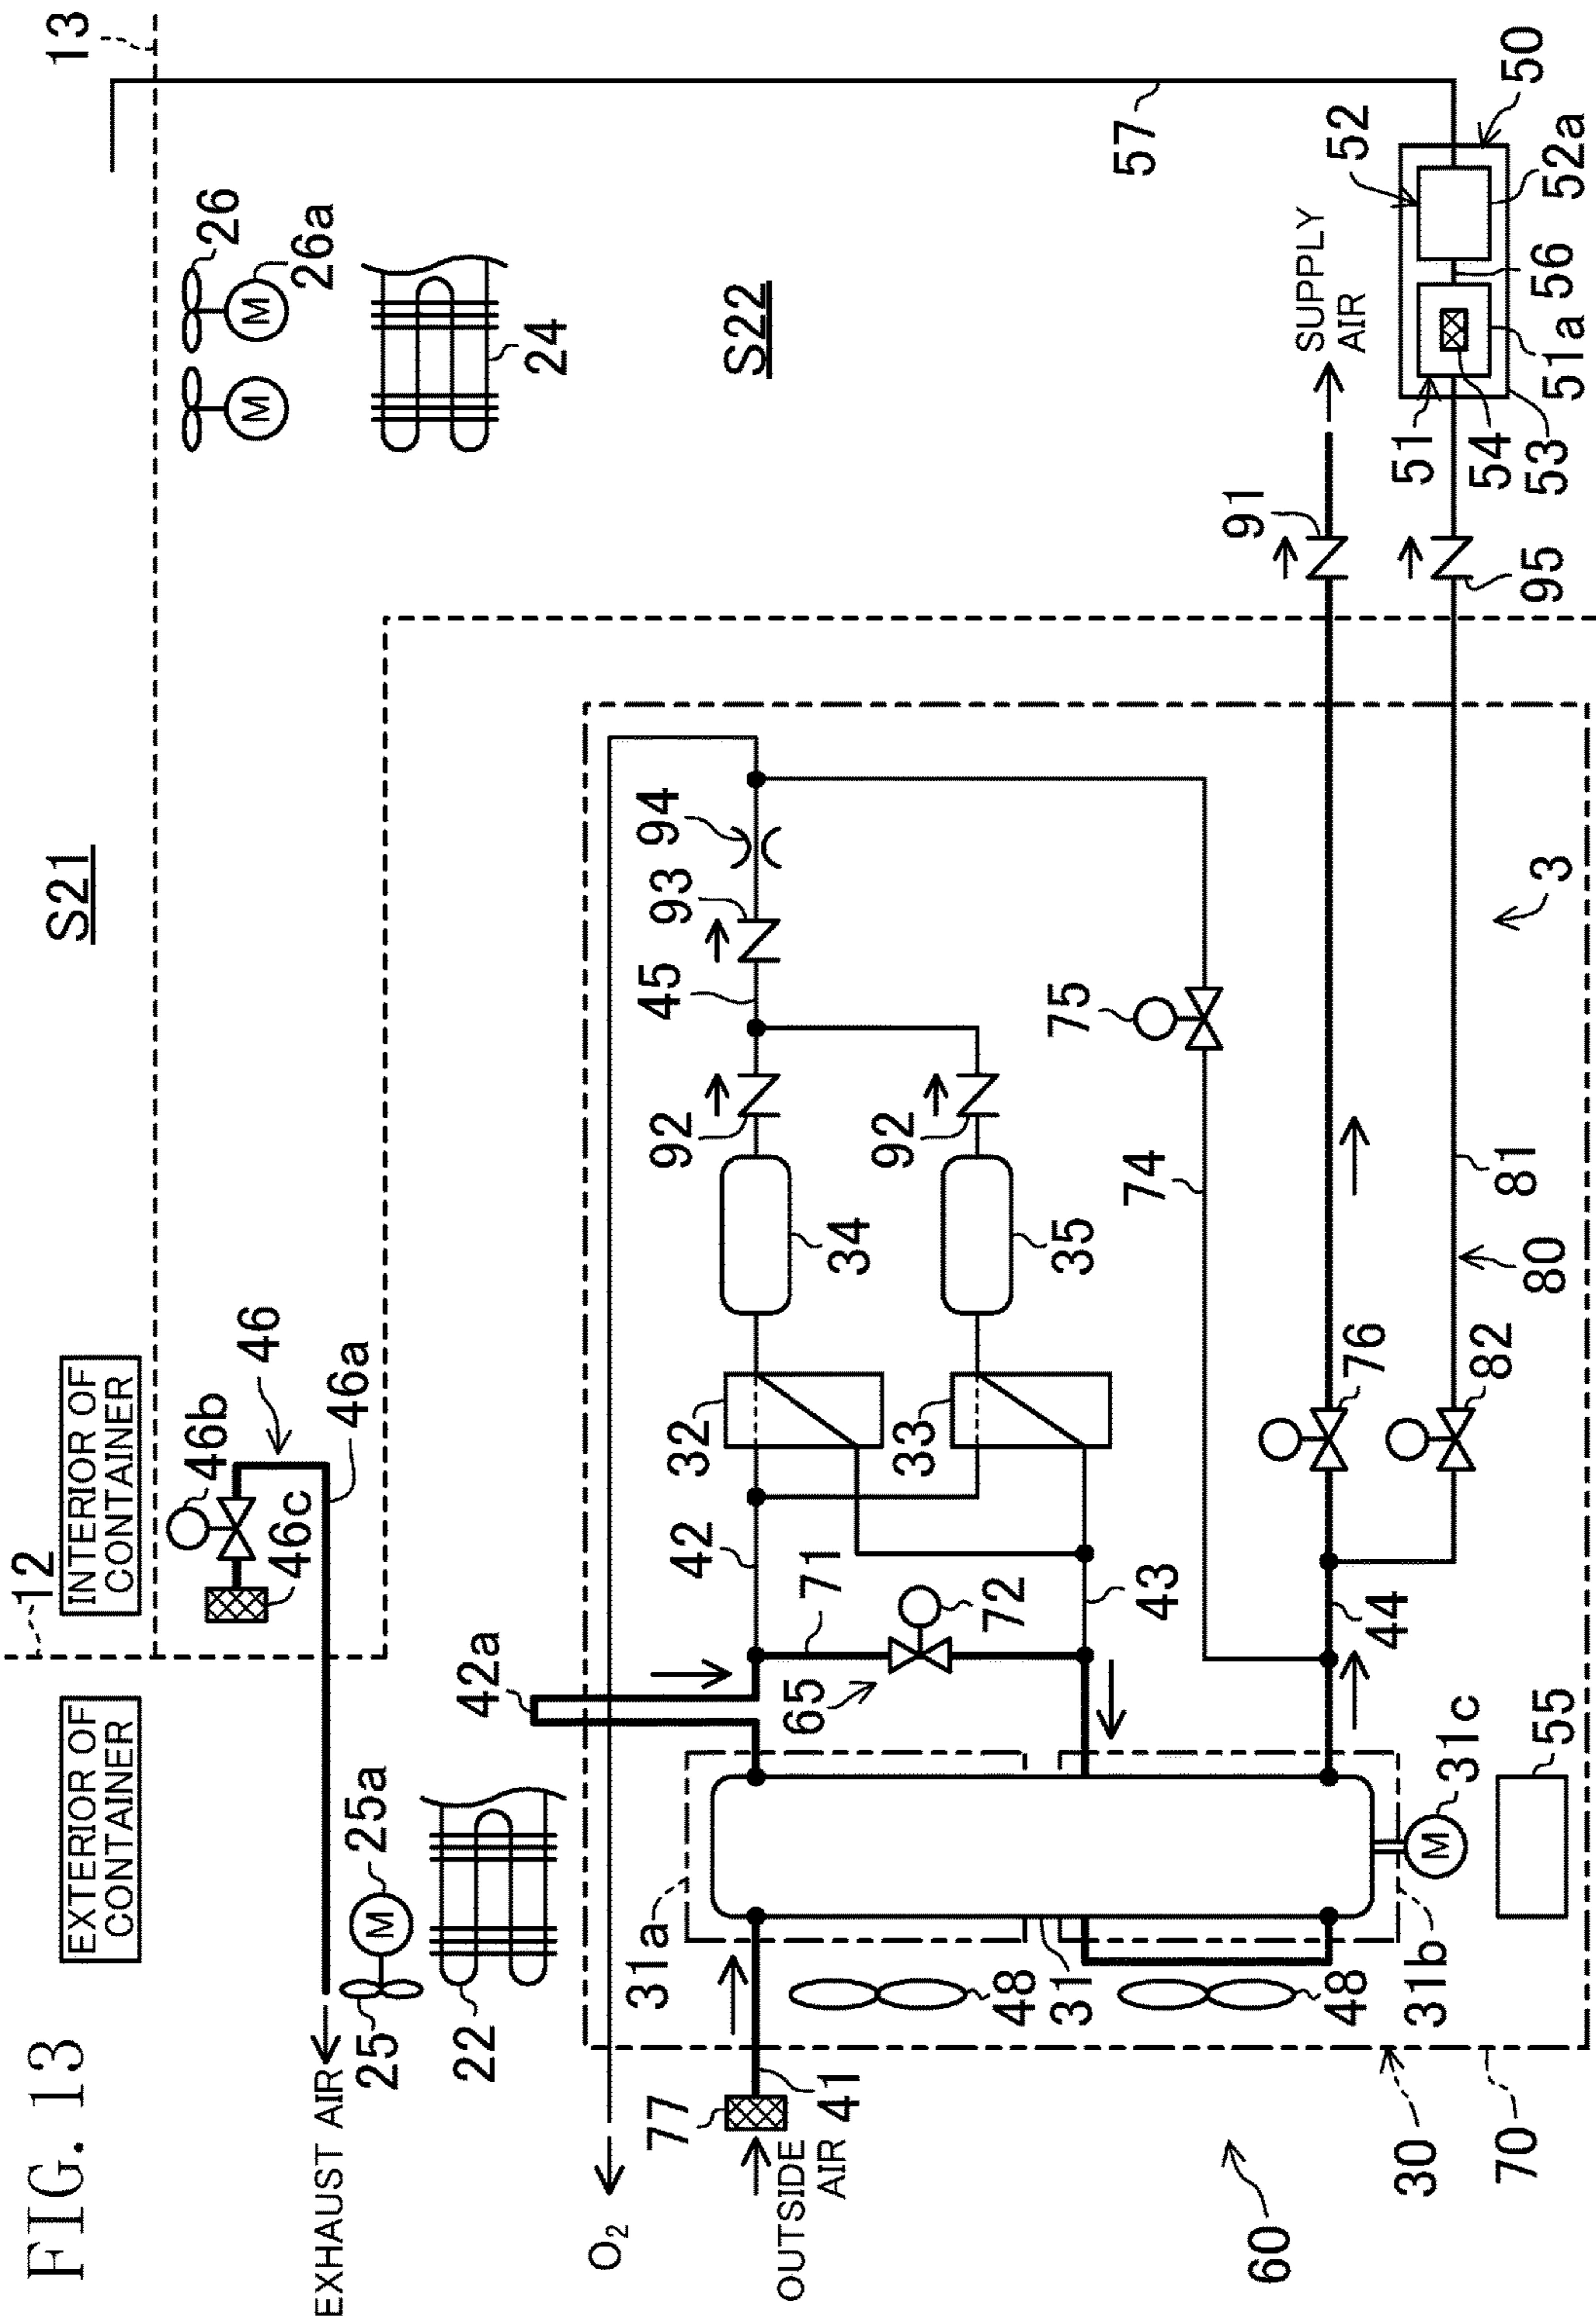 FIG. 13
EXTERIOR OF
CONTAINER
12
INTERIOR OF
CONTAINER
S21
13
EXHAUST AIR
25
25a
46c
46b
46
46a
26
26a
22
24
S22
42a
O₂
77
OUTSIDE
AIR
41
31a
42
32
34
92
45
93
94
71
65
72
33
35
92
48
31
43
74
75
57
60
48
31b
31c
44
76
91
SUPPLY
AIR
52
30
70
55
82
80
81
3
95
51
54
53
51a
56
52a
50
M
M
M
M